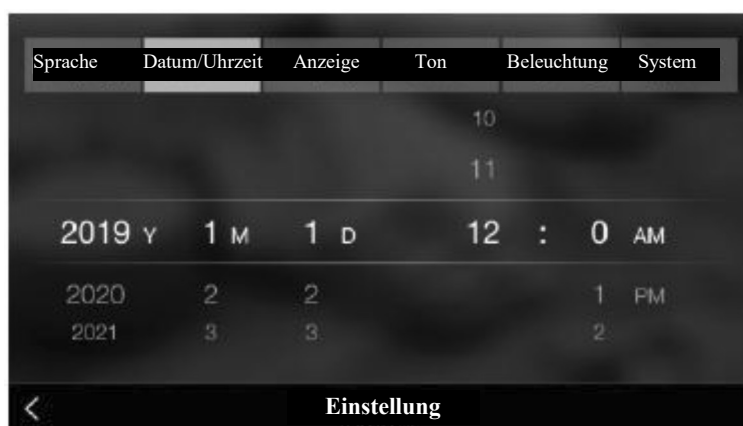 Sprache Datum/Uhrzeit Anzeige Ton Beleuchtung System
10
11
2019 Y 1 M 1 D 12 : 0 AM
2020 2 2 1 PM
2021 3 3 2
Einstellung